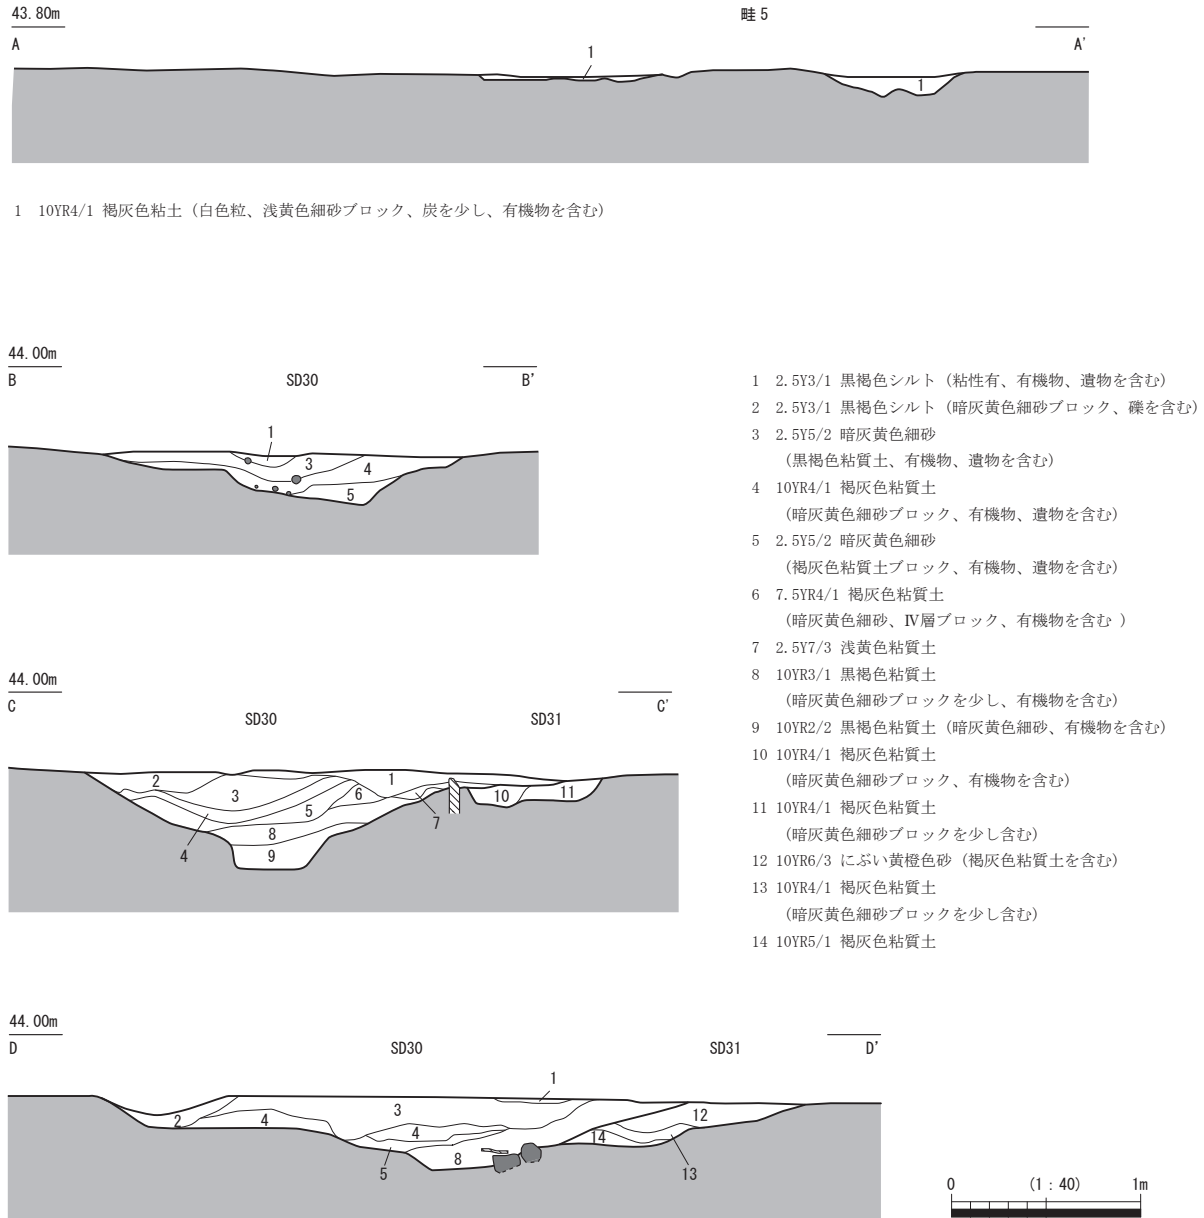 43.80m
畦 5
A
A'
1
1
1 10YR4/1 褐灰色粘土（白色粒、浅黄色細砂ブロック、炭を少し、有機物を含む）
44.00m
B
SD30
B'
1
3
4
5
44.00m
C
SD30
SD31
C'
2
3
1
6
5
10
11
7
8
4
9
1 2.5Y3/1 黒褐色シルト（粘性有、有機物、遺物を含む）
2 2.5Y3/1 黒褐色シルト（暗灰黄色細砂ブロック、礫を含む）
3 2.5Y5/2 暗灰黄色細砂
（黒褐色粘質土、有機物、遺物を含む）
4 10YR4/1 褐灰色粘質土
（暗灰黄色細砂ブロック、有機物、遺物を含む）
5 2.5Y5/2 暗灰黄色細砂
（褐灰色粘質土ブロック、有機物、遺物を含む）
6 7.5YR4/1 褐灰色粘質土
（暗灰黄色細砂、Ⅳ層ブロック、有機物を含む ）
7 2.5Y7/3 浅黄色粘質土
8 10YR3/1 黒褐色粘質土
（暗灰黄色細砂ブロックを少し、有機物を含む）
9 10YR2/2 黒褐色粘質土（暗灰黄色細砂、有機物を含む）
10 10YR4/1 褐灰色粘質土
（暗灰黄色細砂ブロック、有機物を含む）
11 10YR4/1 褐灰色粘質土
（暗灰黄色細砂ブロックを少し含む）
12 10YR6/3 にぶい黄橙色砂（褐灰色粘質土を含む）
13 10YR4/1 褐灰色粘質土
（暗灰黄色細砂ブロックを少し含む）
14 10YR5/1 褐灰色粘質土
44.00m
D
SD30
SD31
D'
1
2
4
3
4
12
14
5
8
13
0 (1：40) 1m